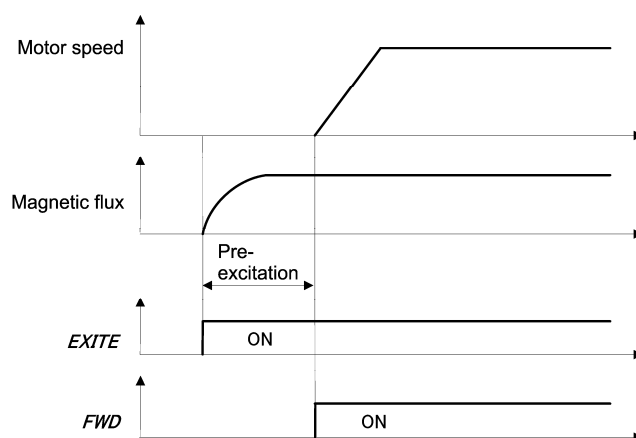 Motor speed
Magnetic flux
Pre-
excitation
EXITE
ON
FWD
ON